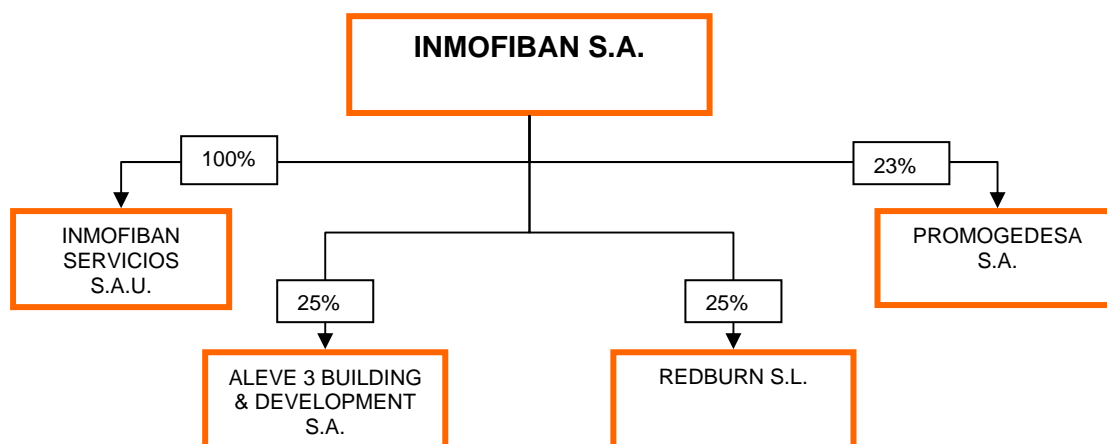 INMOFIBAN S.A.
100%
23%
INMOFIBAN
SERVICIOS
S.A.U.
PROMOGEDESA
S.A.
25%
25%
ALEVE 3 BUILDING
& DEVELOPMENT
S.A.
REDBURN S.L.